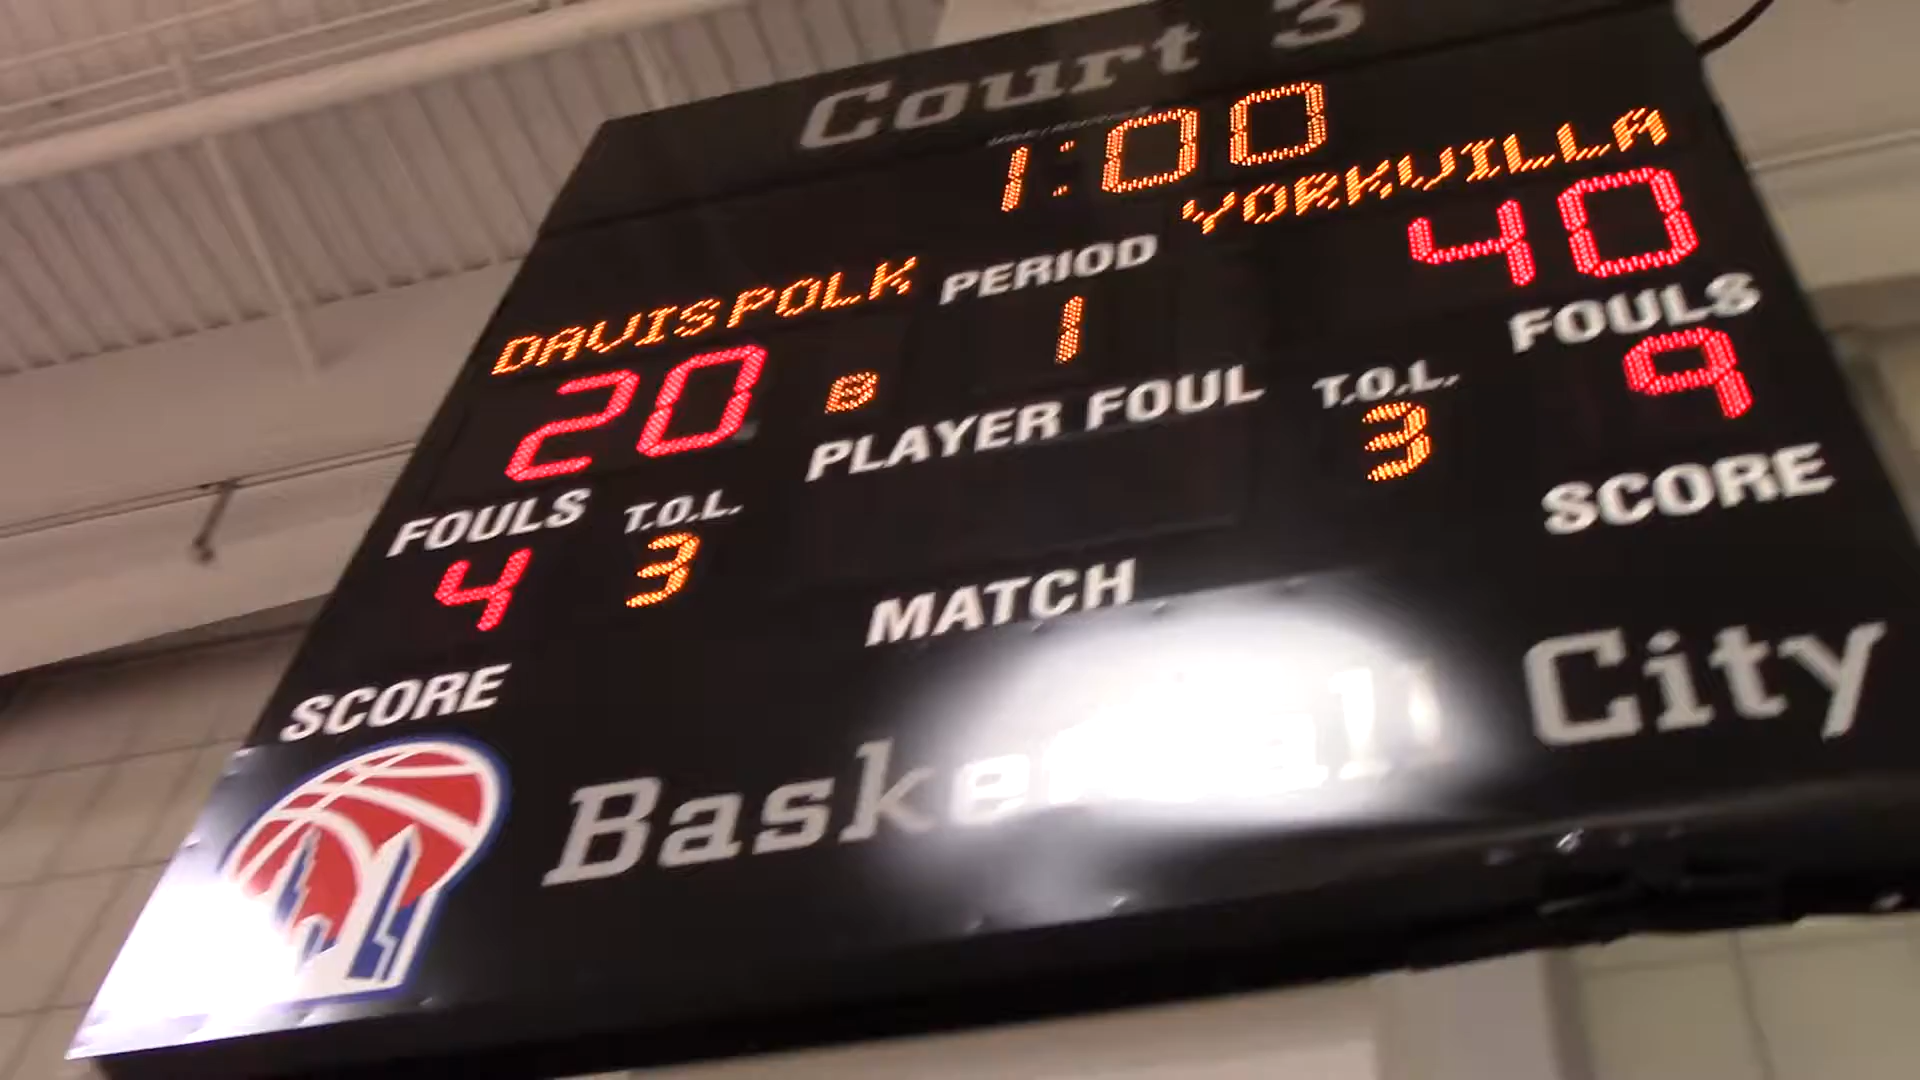 Court 3
1:00
DAVISPOLK
PERIOD
YORKVILLA
20
B
1
40
PLAYER FOUL
FOULS
T.O.L.
T.O.L.
FOULS
4
3
3
9
MATCH
SCORE
SCORE
Basketball City